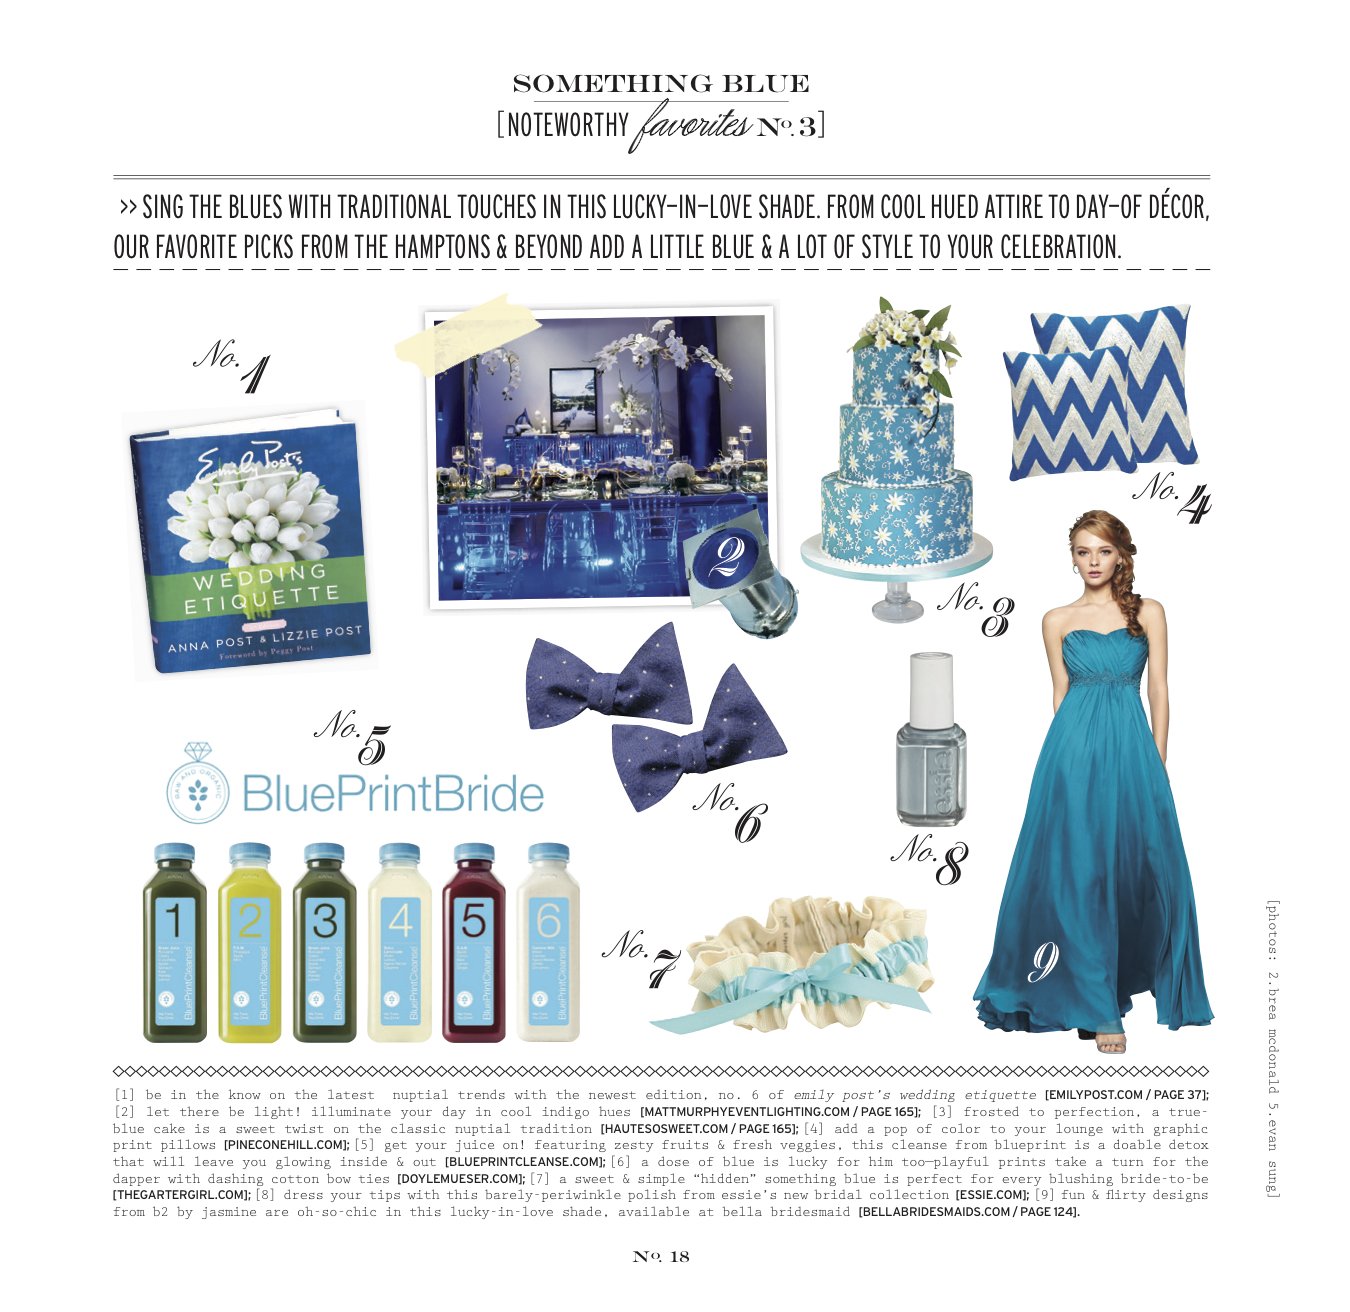 SOMETHING BLUE
[NOTEWORTHY favorites No. 3]
>> SING THE BLUES WITH TRADITIONAL TOUCHES IN THIS LUCKY-IN-LOVE SHADE. FROM COOL HUED ATTIRE TO DAY-OF DÉCOR,
OUR FAVORITE PICKS FROM THE HAMPTONS & BEYOND ADD A LITTLE BLUE & A LOT OF STYLE TO YOUR CELEBRATION.
No. 1
Emily Post's
WEDDING
ETIQUETTE
ANNA POST & LIZZIE POST
Foreword by Peggy Post
2
No. 3
No. 4
No. 5
RAW AND ORGANIC
BluePrintBride
1 2 3 4 5 6
BluePrintCleanse
BluePrintCleanse
BluePrintCleanse
BluePrintCleanse
BluePrintCleanse
BluePrintCleanse
No. 6
No. 7
essie
No. 8
9
[photos: 2.brea mcdonald 5.evan sung]
[1] be in the know on the latest nuptial trends with the newest edition, no. 6 of emily post's wedding etiquette [EMILYPOST.COM / PAGE 37];
[2] let there be light! illuminate your day in cool indigo hues [MATTMURPHYEVENTLIGHTING.COM / PAGE 165]; [3] frosted to perfection, a true-
blue cake is a sweet twist on the classic nuptial tradition [HAUTESOSWEET.COM / PAGE 165]; [4] add a pop of color to your lounge with graphic
print pillows [PINECONEHILL.COM]; [5] get your juice on! featuring zesty fruits & fresh veggies, this cleanse from blueprint is a doable detox
that will leave you glowing inside & out [BLUEPRINTCLEANSE.COM]; [6] a dose of blue is lucky for him too—playful prints take a turn for the
dapper with dashing cotton bow ties [DOYLEMUESER.COM]; [7] a sweet & simple "hidden" something blue is perfect for every blushing bride-to-be
[THEGARTERGIRL.COM]; [8] dress your tips with this barely-periwinkle polish from essie's new bridal collection [ESSIE.COM]; [9] fun & flirty designs
from b2 by jasmine are oh-so-chic in this lucky-in-love shade, available at bella bridesmaid [BELLABRIDESMAIDS.COM / PAGE 124].
No. 18